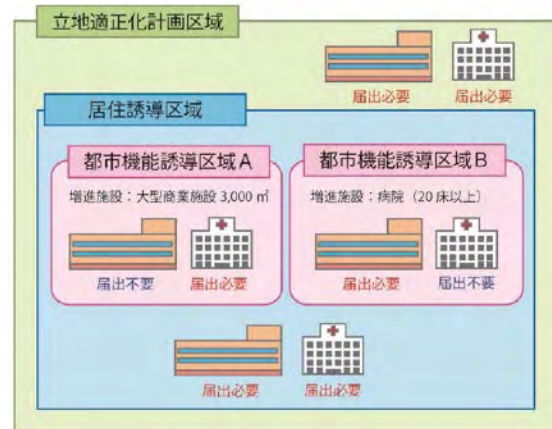 立地適正化計画区域
届出必要 届出必要
居住誘導区域
都市機能誘導区域A
増進施設：大型商業施設 3,000 ㎡
届出不要 届出必要
都市機能誘導区域B
増進施設：病院（20 床以上）
届出必要 届出不要
届出必要 届出必要